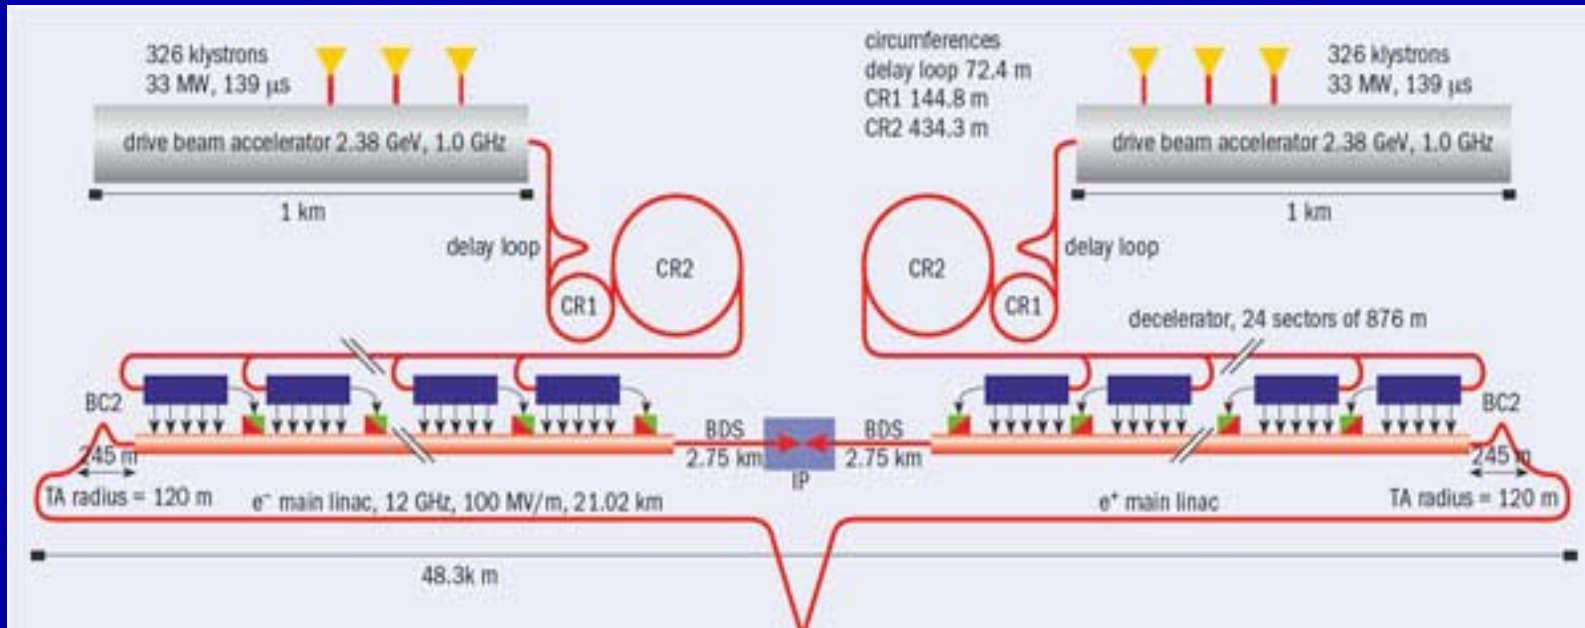 326 klystrons
33 MW, 139 μs
drive beam accelerator 2.38 GeV, 1.0 GHz
1 km
delay loop
CR1
CR2
circumferences
delay loop 72.4 m
CR1 144.8 m
CR2 434.3 m
326 klystrons
33 MW, 139 μs
drive beam accelerator 2.38 GeV, 1.0 GHz
1 km
delay loop
CR2
CR1
decelerator, 24 sectors of 876 m
BC2
245 m
TA radius = 120 m
e⁻ main linac, 12 GHz, 100 MV/m, 21.02 km
BDS
2.75 km
IP
BDS
2.75 km
e⁺ main linac
BC2
245 m
TA radius = 120 m
48.3k m